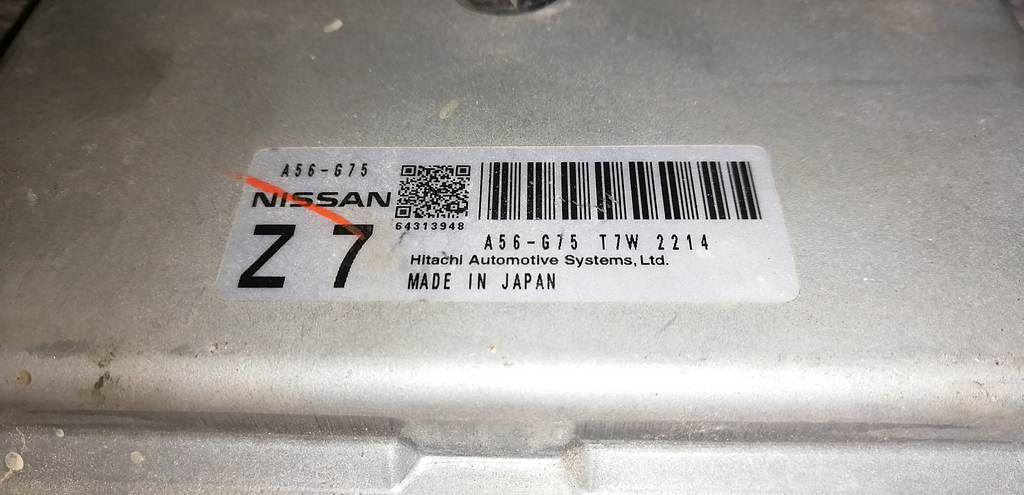 A56-G75
NISSAN
Z 7
64313948
A56-G75 T7W 2214
Hitachi Automotive Systems, Ltd.
MADE IN JAPAN